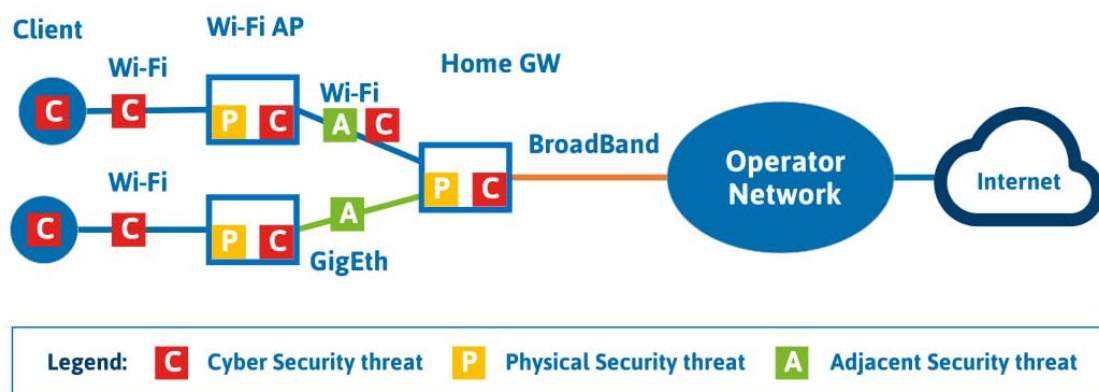 Client
Wi-Fi AP
Wi-Fi
Home GW
Wi-Fi
C
C
P
C
A
C
BroadBand
Operator
Network
Internet
Wi-Fi
P
C
C
C
P
C
A
GigEth
Legend:
C
Cyber Security threat
P
Physical Security threat
A
Adjacent Security threat